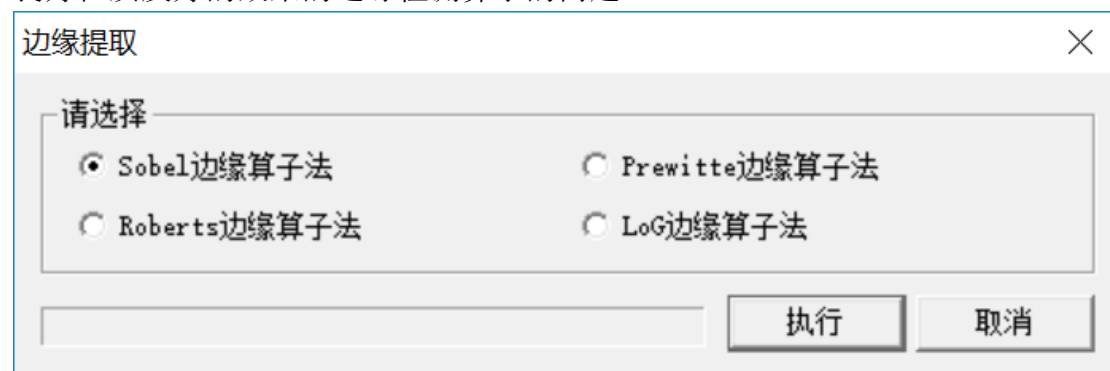 边缘提取
请选择
Sobel边缘算子法
Prewitte边缘算子法
Roberts边缘算子法
LoG边缘算子法
执行
取消